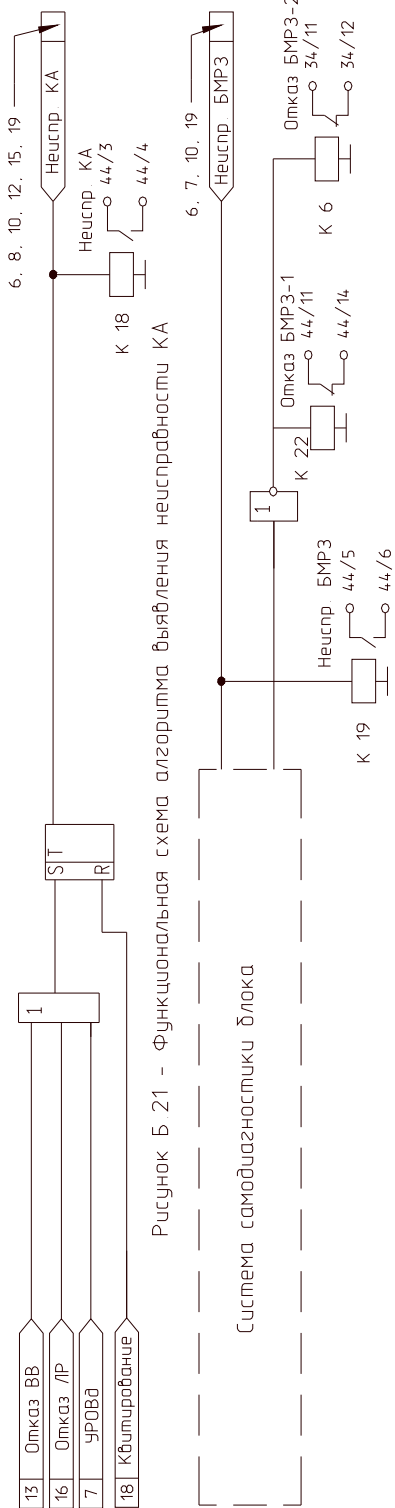 13 Отказ ВВ
16 Отказ ЛР
7 УРОВд
18 Квитирование
1
S T
R
6, 8, 10, 12, 15, 19
Неиспр. КА
Неиспр. КА
44/3
44/4
К 18
Рисунок Б.21 - Функциональная схема алгоритма выявления неисправности КА
Система самодиагностики блока
6, 7, 10, 19
Неиспр. БМРЗ
1
Неиспр. БМРЗ
44/5
44/6
К 19
Отказ БМРЗ-1
44/11
44/14
К 22
Отказ БМРЗ-2
34/11
34/12
К 6